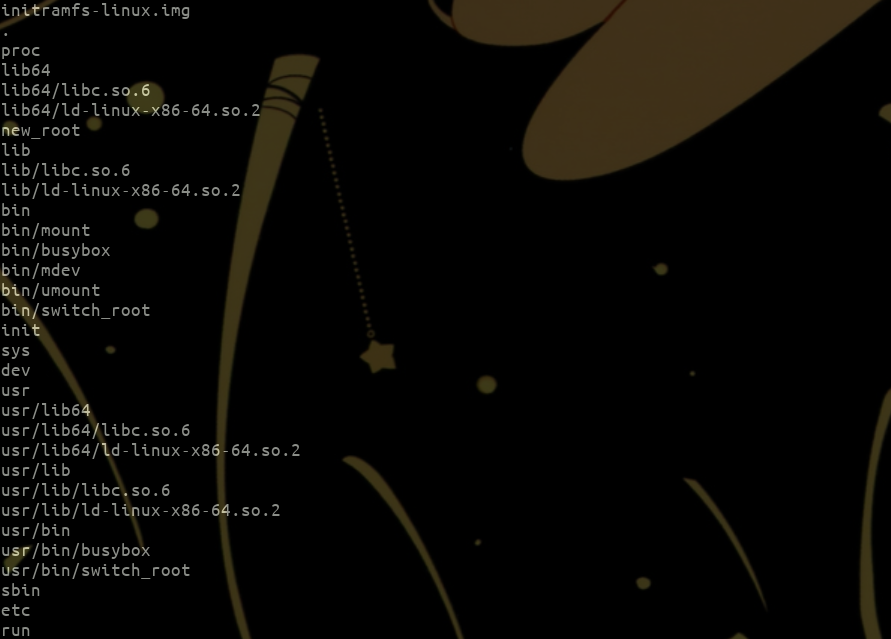 initramfs-linux.img
.
proc
lib64
lib64/libc.so.6
lib64/ld-linux-x86-64.so.2
new_root
lib
lib/libc.so.6
lib/ld-linux-x86-64.so.2
bin
bin/mount
bin/busybox
bin/mdev
bin/umount
bin/switch_root
init
sys
dev
usr
usr/lib64
usr/lib64/libc.so.6
usr/lib64/ld-linux-x86-64.so.2
usr/lib
usr/lib/libc.so.6
usr/lib/ld-linux-x86-64.so.2
usr/bin
usr/bin/busybox
usr/bin/switch_root
sbin
etc
run